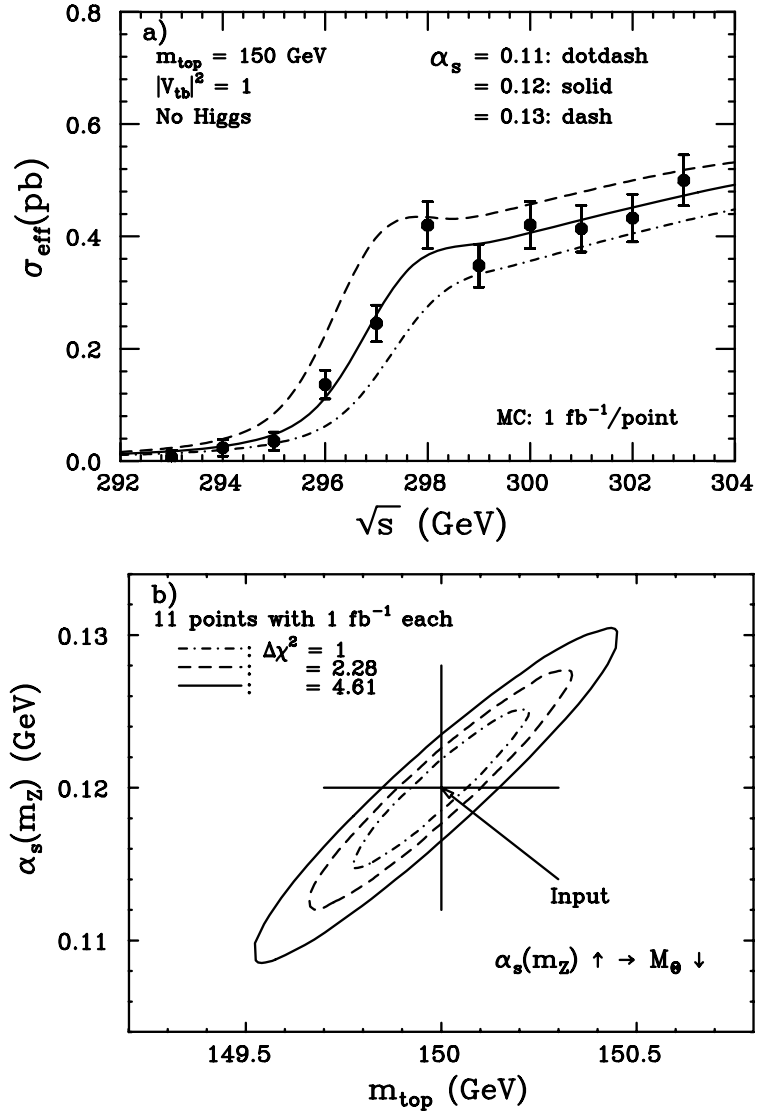 a)
m_top = 150 GeV
|V_tb|² = 1
No Higgs
α_s = 0.11: dotdash
= 0.12: solid
= 0.13: dash
MC: 1 fb⁻¹/point
σ_eff(pb)
0.8
0.6
0.4
0.2
0.0
292 294 296 298 300 302 304
√s (GeV)
b)
11 points with 1 fb⁻¹ each
Δχ² = 1
= 2.28
= 4.61
Input
α_s(m_Z) ↑ → M_θ ↓
α_s(m_Z) (GeV)
0.13
0.12
0.11
149.5 150 150.5
m_top (GeV)